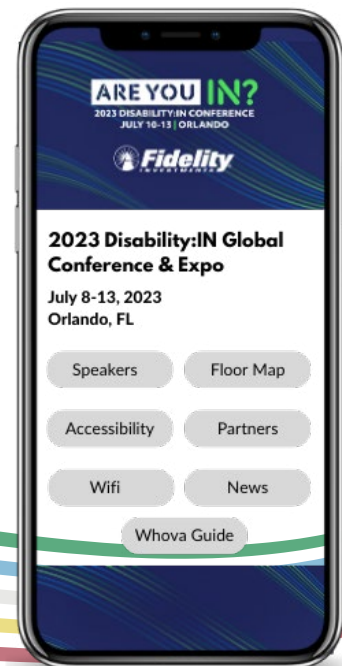 ARE YOU IN?
2023 DISABILITY:IN CONFERENCE
JULY 10-13 | ORLANDO
Fidelity
INVESTMENTS
2023 Disability:IN Global
Conference & Expo
July 8-13, 2023
Orlando, FL
Speakers Floor Map
Accessibility Partners
Wifi News
Whova Guide